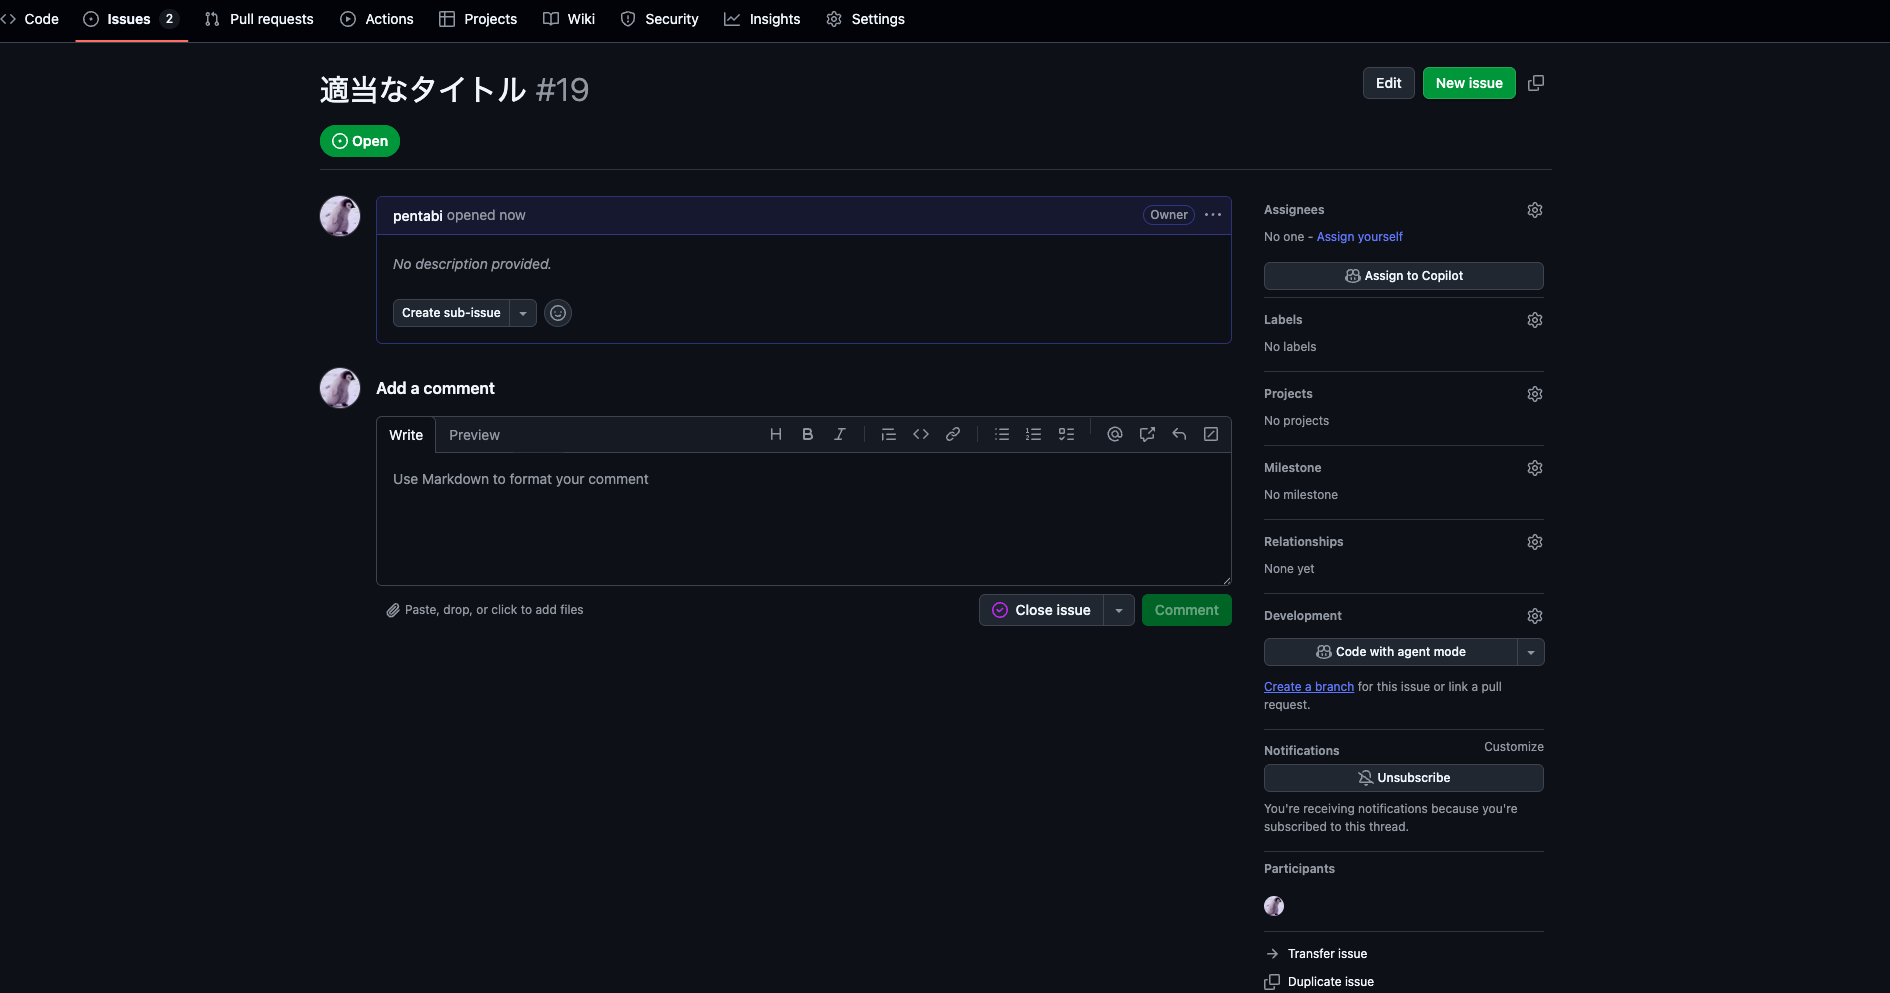 Code Issues 2 Pull requests Actions Projects Wiki Security Insights Settings
適当なタイトル #19
Edit New issue
Open
pentabi opened now Owner
No description provided.
Create sub-issue
Add a comment
Write Preview
Use Markdown to format your comment
Paste, drop, or click to add files
Close issue Comment
Assignees
No one - Assign yourself
Assign to Copilot
Labels
No labels
Projects
No projects
Milestone
No milestone
Relationships
None yet
Development
Code with agent mode
Create a branch for this issue or link a pull
request.
Notifications Customize
Unsubscribe
You're receiving notifications because you're
subscribed to this thread.
Participants
Transfer issue
Duplicate issue